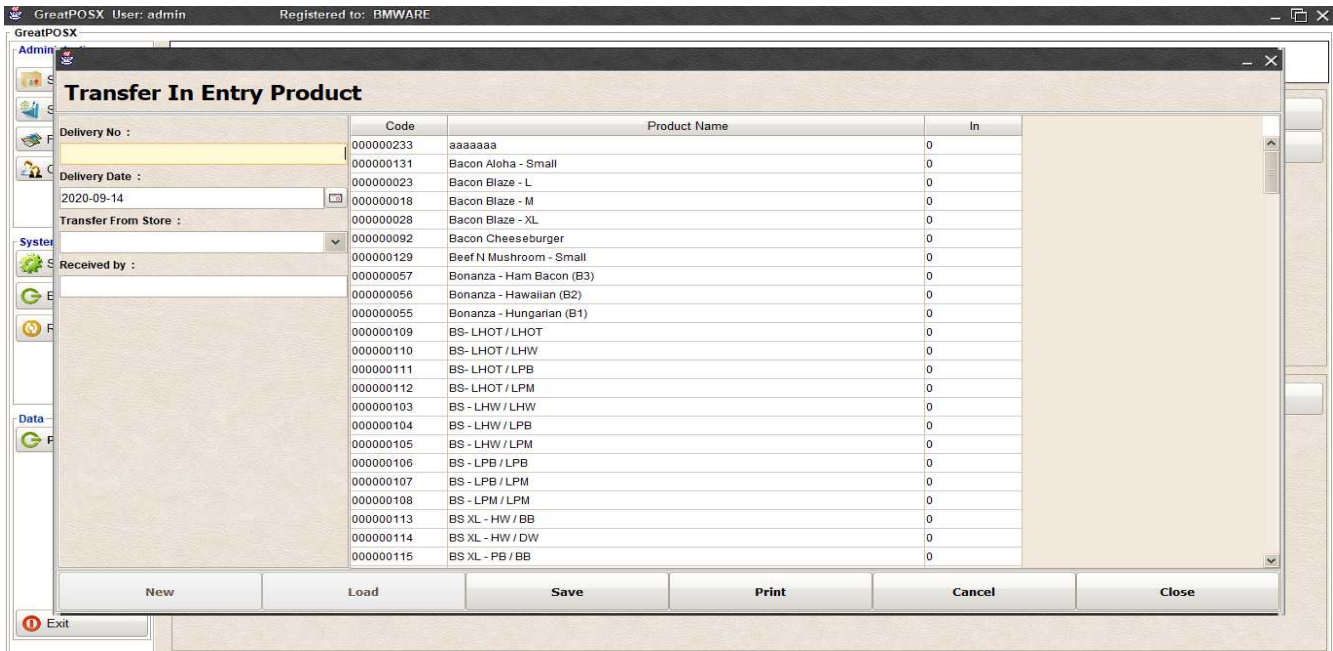 GreatPOSX User: admin Registered to: BMWARE
GreatPOSX
Transfer In Entry Product
Delivery No :
Delivery Date :
2020-09-14
Transfer From Store :
Received by :
Code Product Name In
000000233 aaaaaaa 0
000000131 Bacon Aloha - Small 0
000000023 Bacon Blaze - L 0
000000018 Bacon Blaze - M 0
000000028 Bacon Blaze - XL 0
000000092 Bacon Cheeseburger 0
000000129 Beef N Mushroom - Small 0
000000057 Bonanza - Ham Bacon (B3) 0
000000056 Bonanza - Hawaiian (B2) 0
000000055 Bonanza - Hungarian (B1) 0
000000109 BS- LHOT / LHOT 0
000000110 BS- LHOT / LHW 0
000000111 BS- LHOT / LPB 0
000000112 BS- LHOT / LPM 0
000000103 BS - LHW / LHW 0
000000104 BS - LHW / LPB 0
000000105 BS - LHW / LPM 0
000000106 BS - LPB / LPB 0
000000107 BS - LPB / LPM 0
000000108 BS - LPM / LPM 0
000000113 BS XL - HW / BB 0
000000114 BS XL - HW / DW 0
000000115 BS XL - PB / BB 0
New Load Save Print Cancel Close
Data
Exit